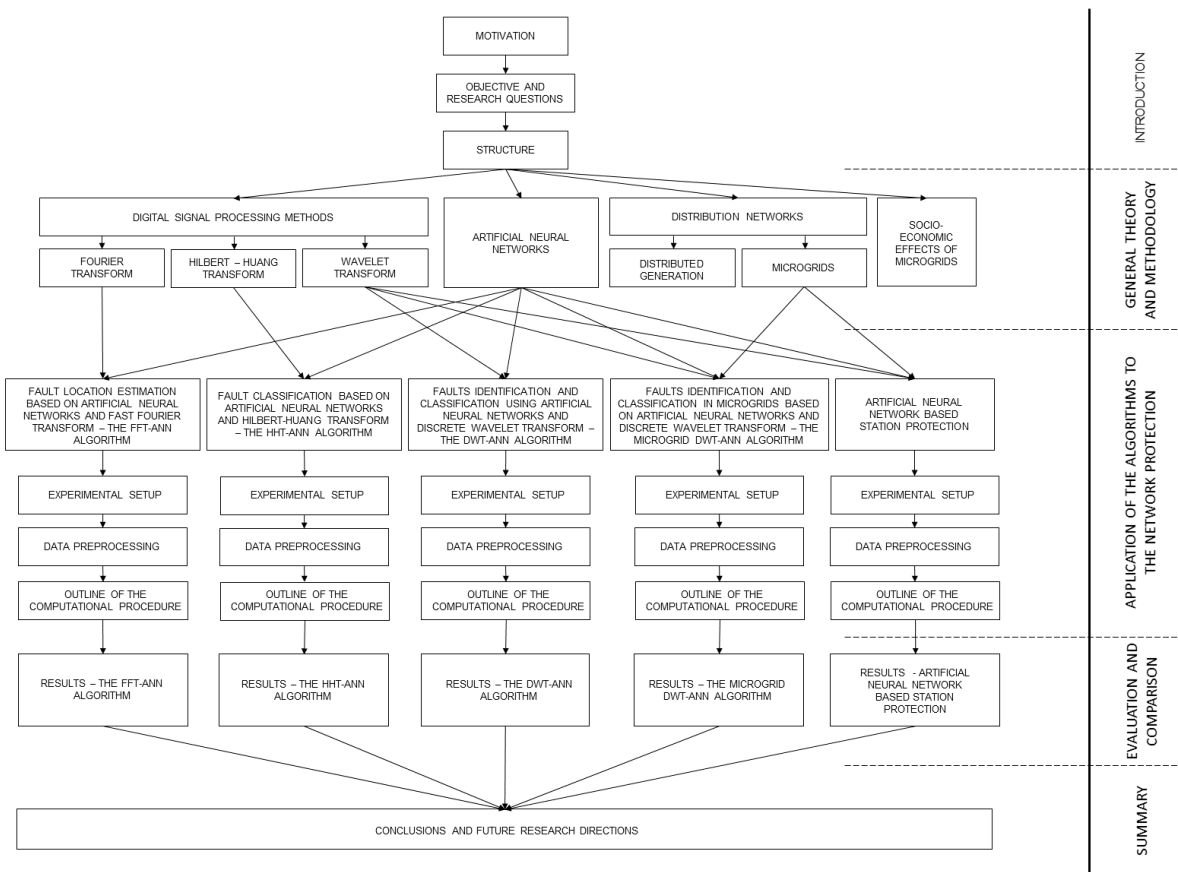 MOTIVATION
OBJECTIVE AND
RESEARCH QUESTIONS
STRUCTURE
INTRODUCTION
DIGITAL SIGNAL PROCESSING METHODS
FOURIER
TRANSFORM
HILBERT – HUANG
TRANSFORM
WAVELET
TRANSFORM
ARTIFICIAL NEURAL
NETWORKS
DISTRIBUTION NETWORKS
DISTRIBUTED
GENERATION
MICROGRIDS
SOCIO-
ECONOMIC
EFFECTS OF
MICROGRIDS
GENERAL THEORY
AND METHODOLOGY
FAULT LOCATION ESTIMATION
BASED ON ARTIFICIAL NEURAL
NETWORKS AND FAST FOURIER
TRANSFORM – THE FFT-ANN
ALGORITHM
FAULT CLASSIFICATION BASED ON
ARTIFICIAL NEURAL NETWORKS
AND HILBERT-HUANG TRANSFORM
– THE HHT-ANN ALGORITHM
FAULTS IDENTIFICATION AND
CLASSIFICATION USING ARTIFICIAL
NEURAL NETWORKS AND
DISCRETE WAVELET TRANSFORM –
THE DWT-ANN ALGORITHM
FAULTS IDENTIFICATION AND
CLASSIFICATION IN MICROGRIDS BASED
ON ARTIFICIAL NEURAL NETWORKS AND
DISCRETE WAVELET TRANSFORM – THE
MICROGRID DWT-ANN ALGORITHM
ARTIFICIAL NEURAL
NETWORK BASED
STATION PROTECTION
EXPERIMENTAL SETUP
EXPERIMENTAL SETUP
EXPERIMENTAL SETUP
EXPERIMENTAL SETUP
EXPERIMENTAL SETUP
DATA PREPROCESSING
DATA PREPROCESSING
DATA PREPROCESSING
DATA PREPROCESSING
DATA PREPROCESSING
OUTLINE OF THE
COMPUTATIONAL PROCEDURE
OUTLINE OF THE
COMPUTATIONAL PROCEDURE
OUTLINE OF THE
COMPUTATIONAL PROCEDURE
OUTLINE OF THE
COMPUTATIONAL PROCEDURE
OUTLINE OF THE
COMPUTATIONAL PROCEDURE
APPLICATION OF THE ALGORITHMS TO
THE NETWORK PROTECTION
RESULTS – THE FFT-ANN
ALGORITHM
RESULTS – THE HHT-ANN
ALGORITHM
RESULTS – THE DWT-ANN
ALGORITHM
RESULTS – THE MICROGRID
DWT-ANN ALGORITHM
RESULTS - ARTIFICIAL
NEURAL NETWORK
BASED STATION
PROTECTION
EVALUATION AND
COMPARISON
CONCLUSIONS AND FUTURE RESEARCH DIRECTIONS
SUMMARY